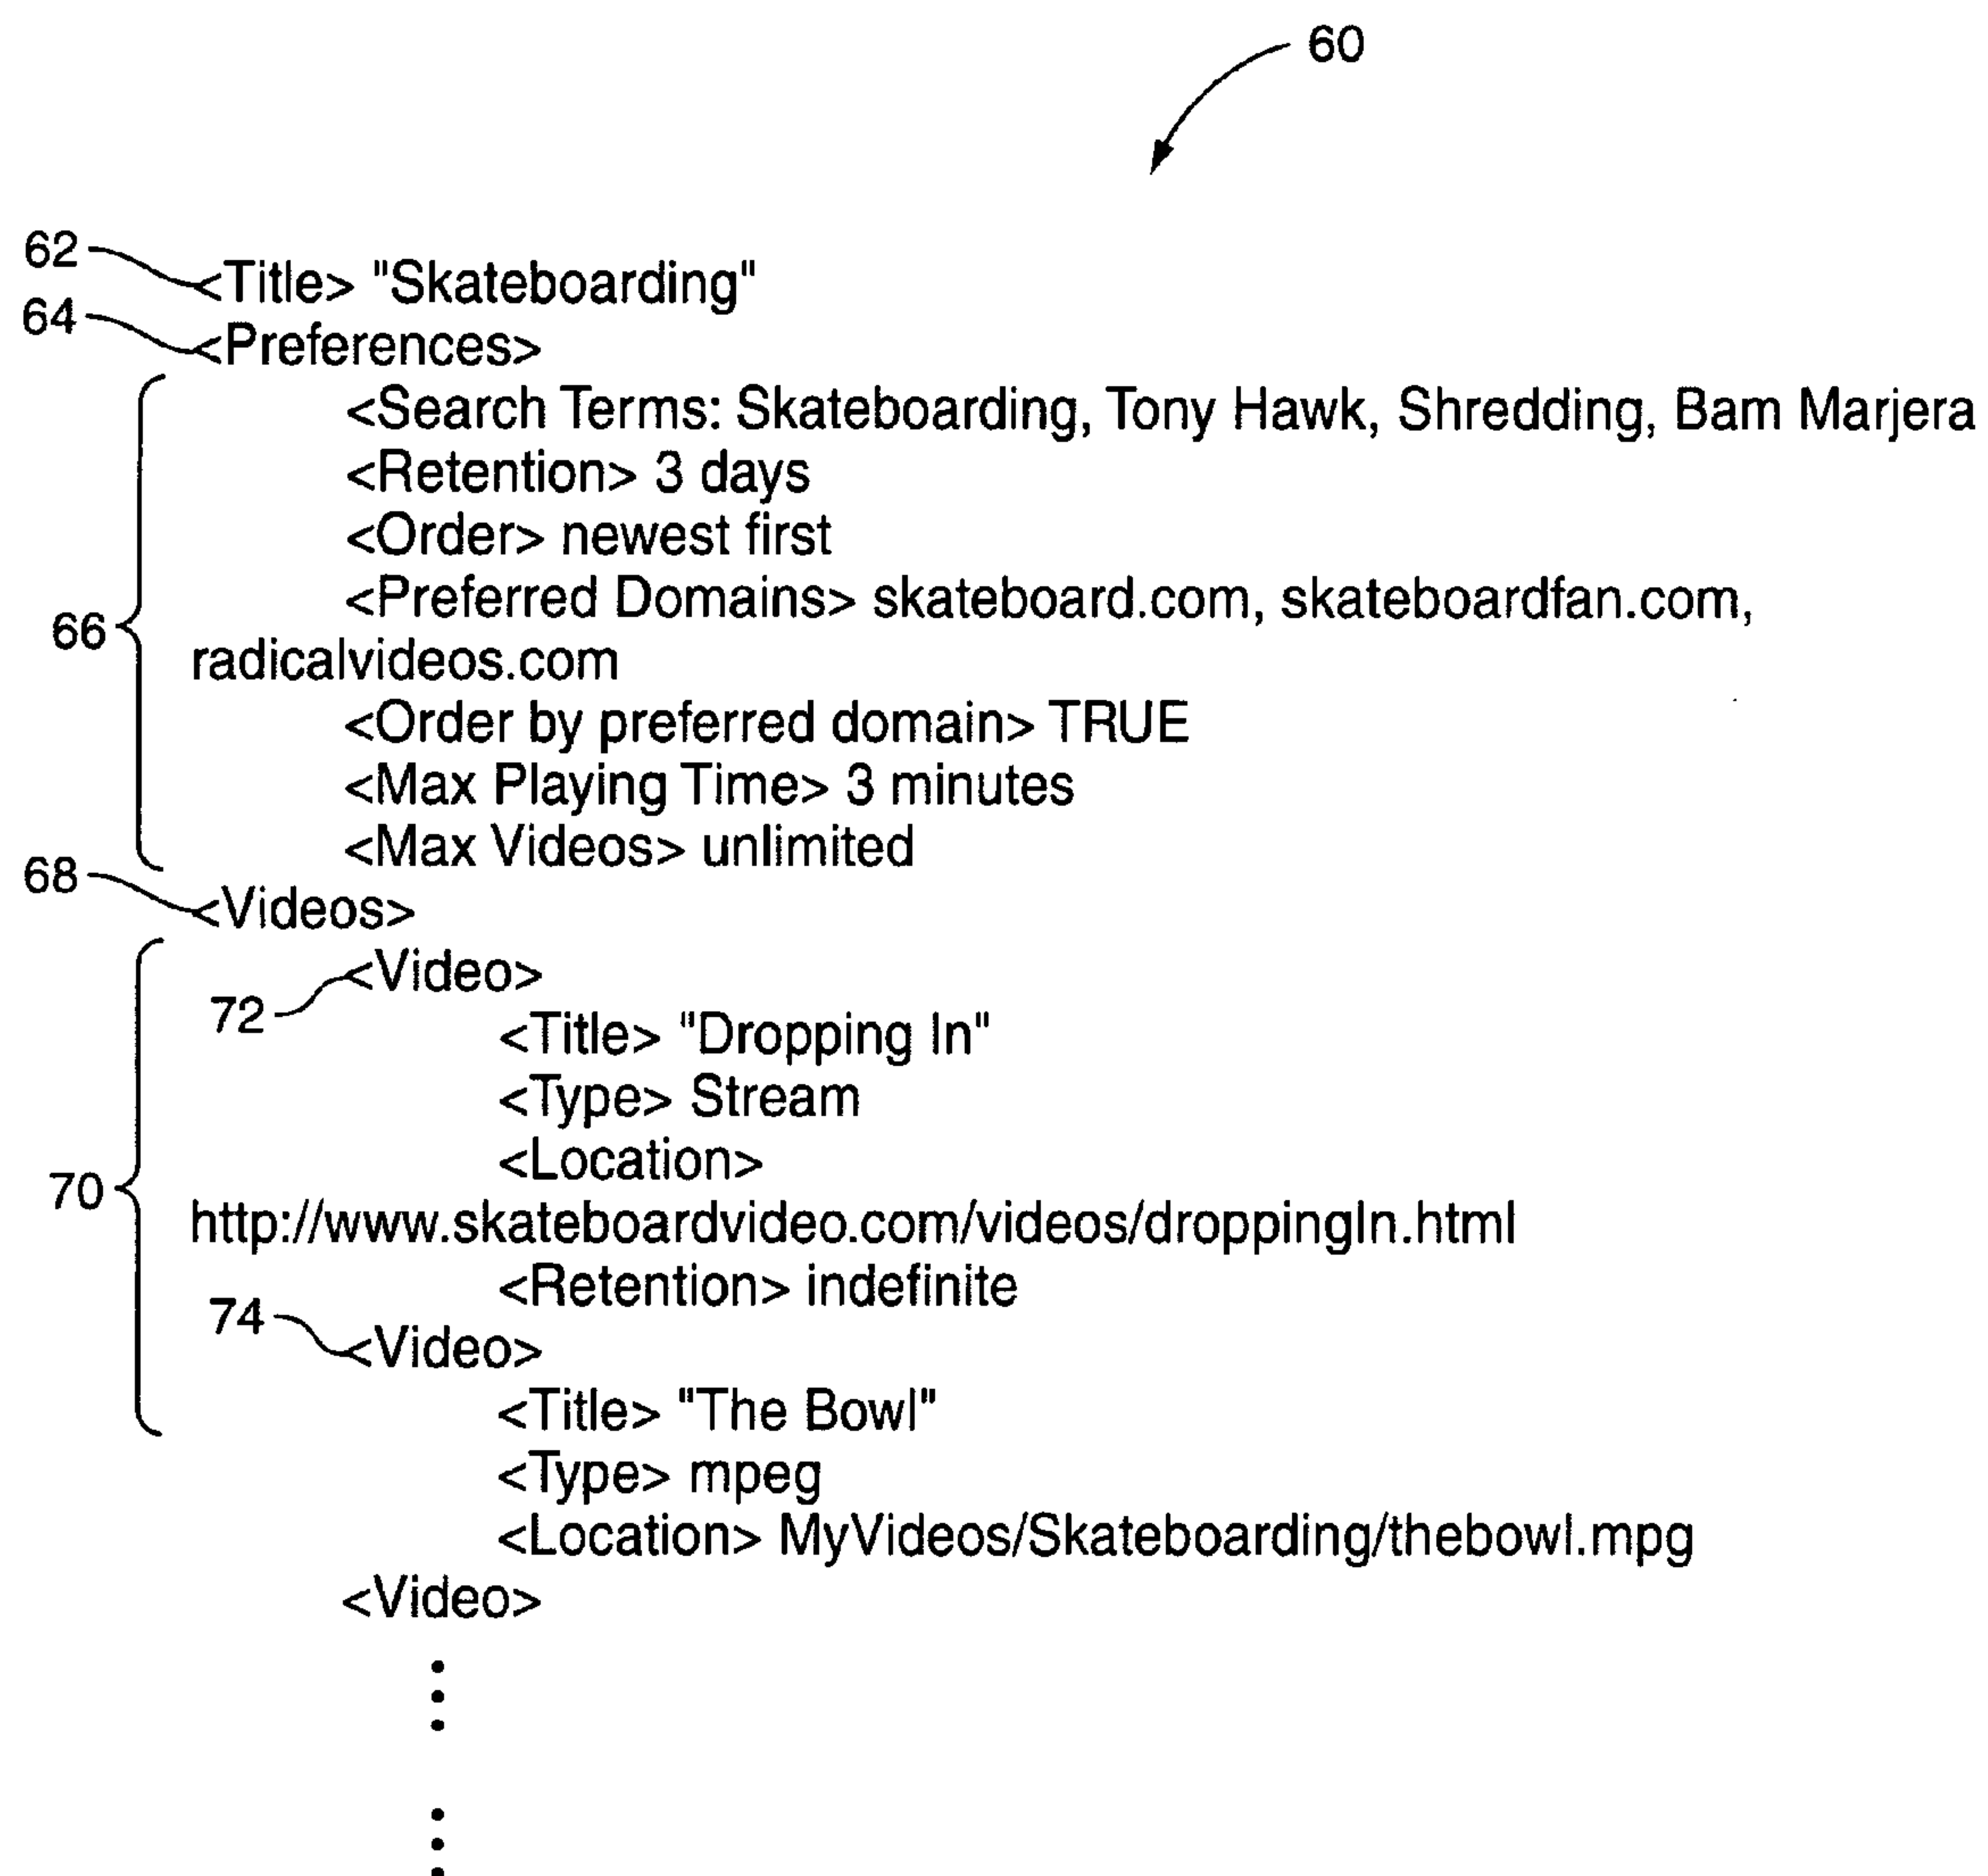 60
62 <Title> "Skateboarding"
64 <Preferences>
<Search Terms: Skateboarding, Tony Hawk, Shredding, Bam Marjera
<Retention> 3 days
<Order> newest first
<Preferred Domains> skateboard.com, skateboardfan.com,
66
radicalvideos.com
<Order by preferred domain> TRUE
<Max Playing Time> 3 minutes
<Max Videos> unlimited
68 <Videos>
<Video>
72
<Title> "Dropping In"
<Type> Stream
<Location>
70
http://www.skateboardvideo.com/videos/droppingIn.html
<Retention> indefinite
74 <Video>
<Title> "The Bowl"
<Type> mpeg
<Location> MyVideos/Skateboarding/thebowl.mpg
<Video>